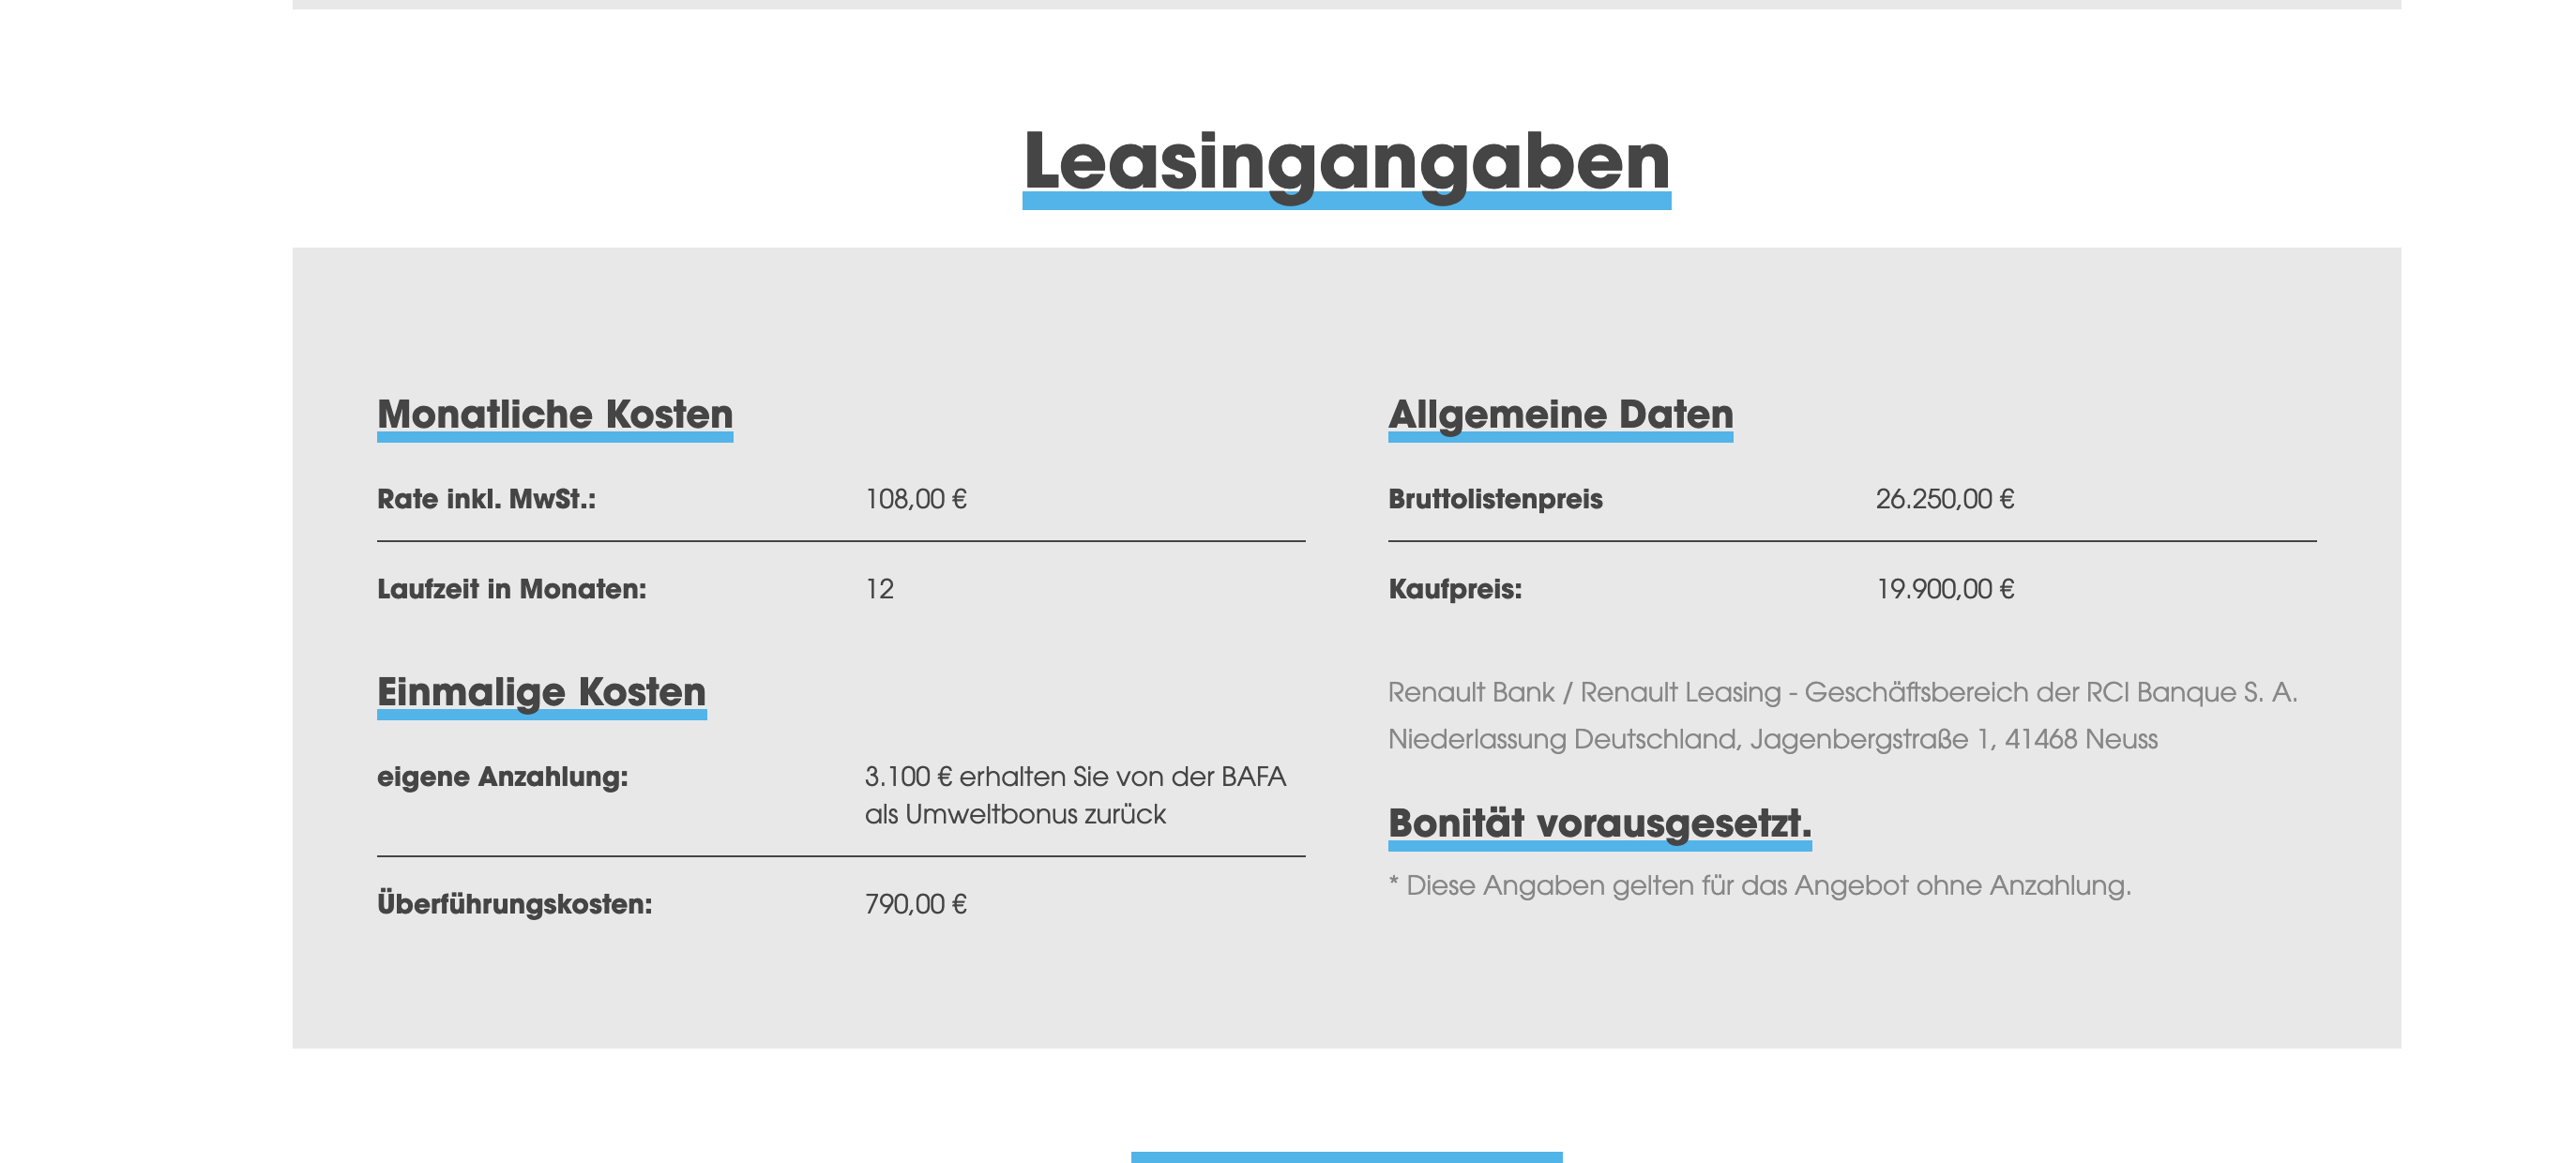 Leasingangaben
Monatliche Kosten
Rate inkl. MwSt.: 108,00 €
Laufzeit in Monaten: 12
Einmalige Kosten
eigene Anzahlung: 3.100 € erhalten Sie von der BAFA
als Umweltbonus zurück
Überführungskosten: 790,00 €
Allgemeine Daten
Bruttolistenpreis 26.250,00 €
Kaufpreis: 19.900,00 €
Renault Bank / Renault Leasing - Geschäftsbereich der RCI Banque S. A.
Niederlassung Deutschland, Jagenbergstraße 1, 41468 Neuss
Bonität vorausgesetzt.
* Diese Angaben gelten für das Angebot ohne Anzahlung.